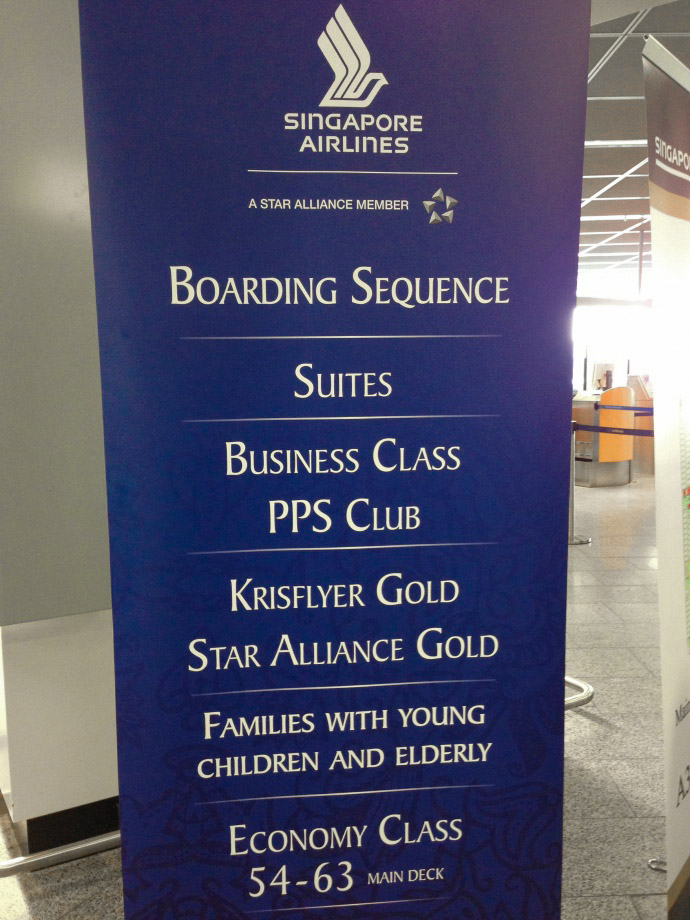 SINGAPORE
AIRLINES
A STAR ALLIANCE MEMBER
BOARDING SEQUENCE
SUITES
BUSINESS CLASS
PPS CLUB
KRISFLYER GOLD
STAR ALLIANCE GOLD
FAMILIES WITH YOUNG
CHILDREN AND ELDERLY
ECONOMY CLASS
54-63 MAIN DECK